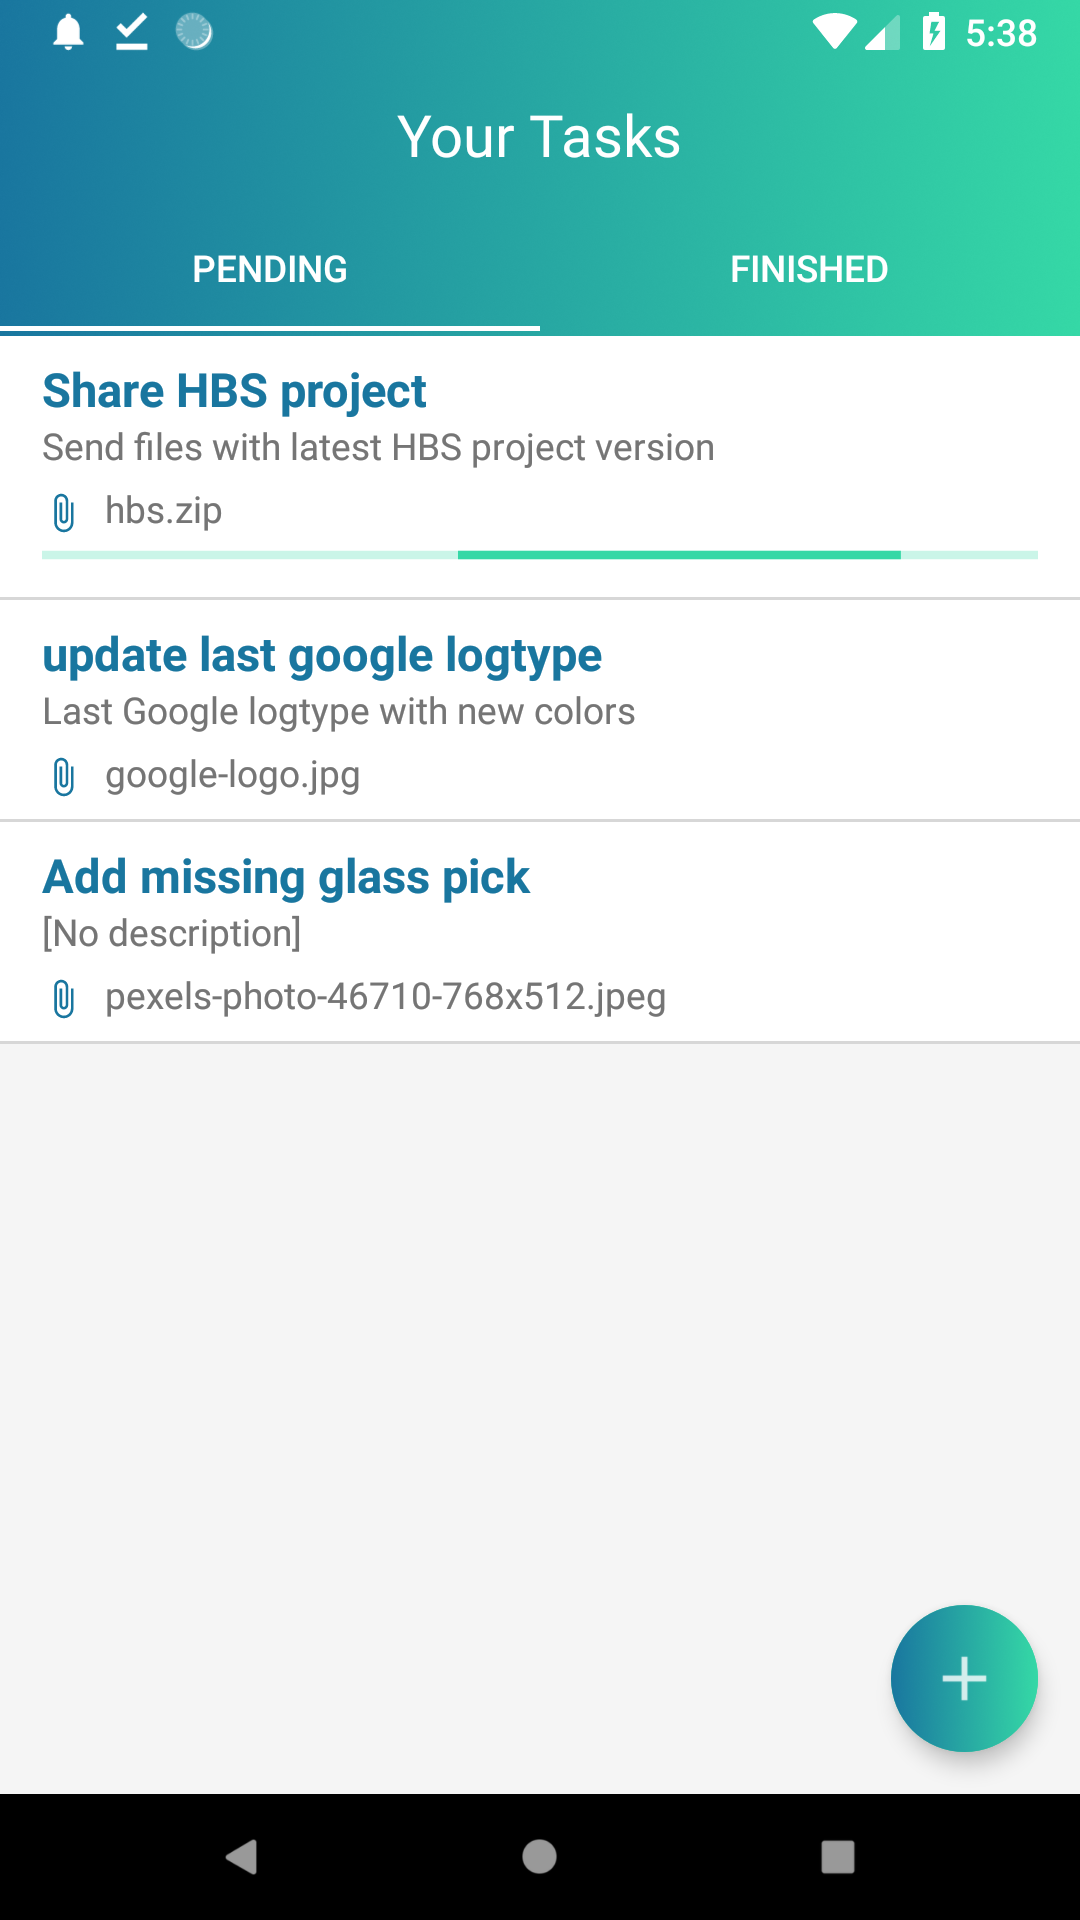 5:38
Your Tasks
PENDING
FINISHED
Share HBS project
Send files with latest HBS project version
hbs.zip
update last google logtype
Last Google logtype with new colors
google-logo.jpg
Add missing glass pick
[No description]
pexels-photo-46710-768x512.jpeg